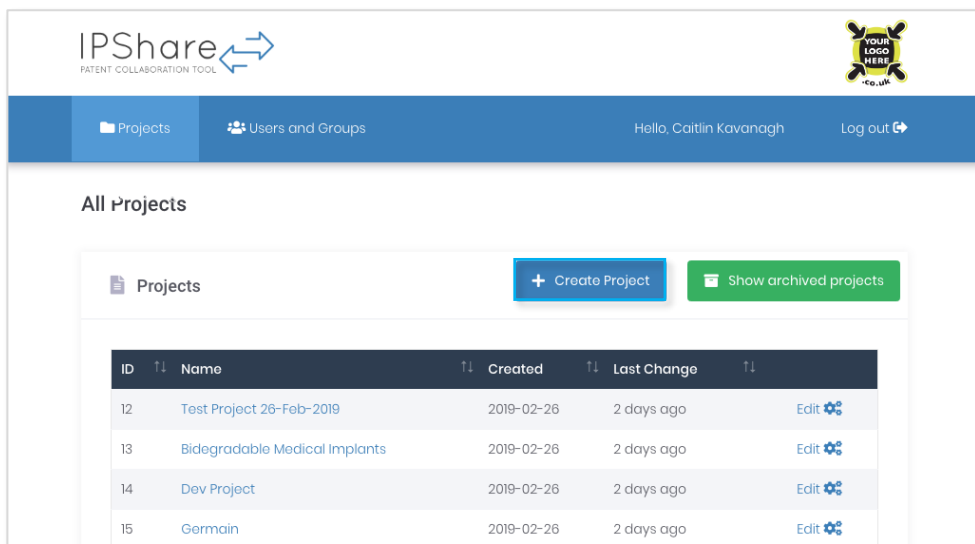 IPShare
PATENT COLLABORATION TOOL
YOUR
LOGO
HERE
.co.uk
Projects
Users and Groups
Hello, Caitlin Kavanagh
Log out
All Projects
Projects
+ Create Project
Show archived projects
ID Name Created Last Change
12 Test Project 26-Feb-2019 2019-02-26 2 days ago Edit
13 Bidegradable Medical Implants 2019-02-26 2 days ago Edit
14 Dev Project 2019-02-26 2 days ago Edit
15 Germain 2019-02-26 2 days ago Edit